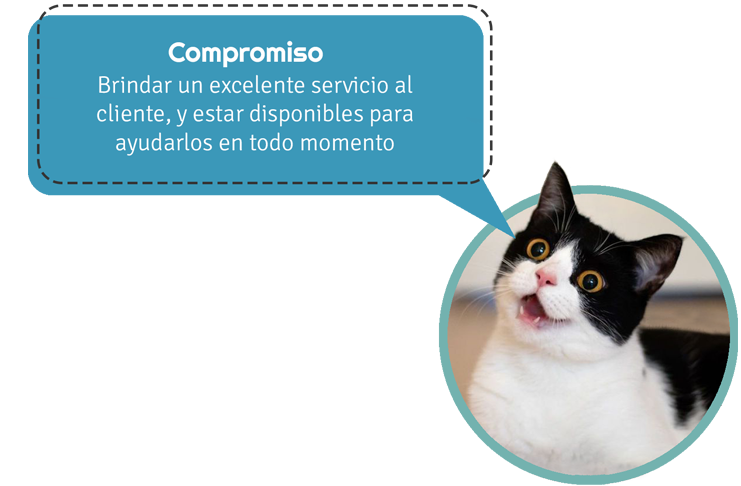 Compromiso
Brindar un excelente servicio al
cliente, y estar disponibles para
ayudarlos en todo momento